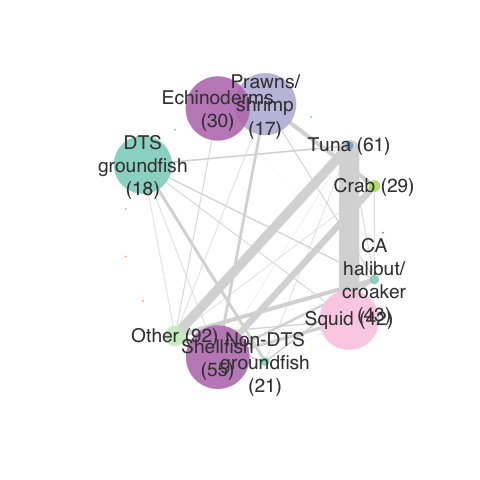 Prawns/
shrimp
(17)
Echinoderms
(30)
Tuna (61)
DTS
groundfish
(18)
Crab (29)
CA
halibut/
croaker
(43)
Squid (42)
Other (92)
Shellfish
(55)
Non-DTS
groundfish
(21)